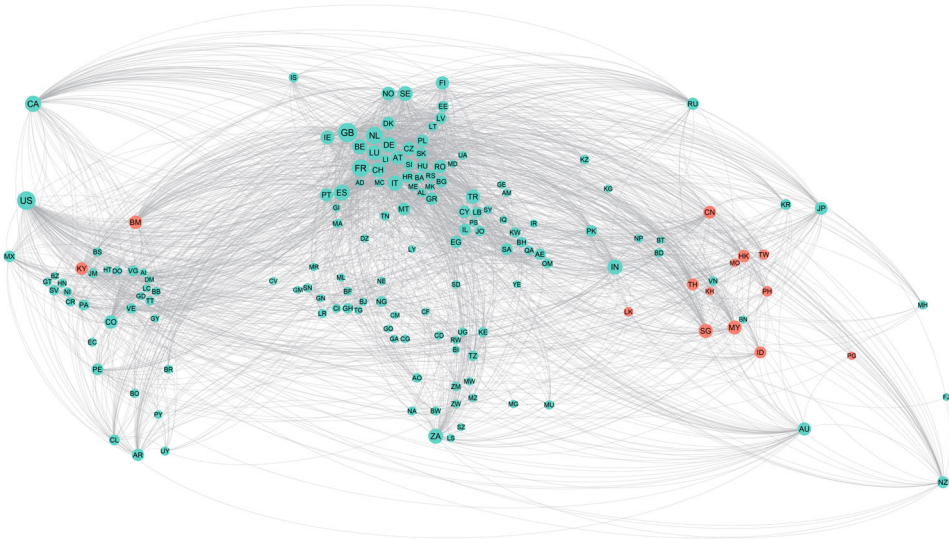 IS
FI
NO
SE
CA
RU
EE
LV
LT
DK
GB
NL
IE
BE
DE
CZ
PL
LU
AT
SK
UA
LI
SI
HU
RO
MD
KZ
FR
CH
HR
BA
RS
BG
AD
MC
IT
ME
MK
GE
KG
PT
ES
AL
GR
TR
AM
US
GI
MT
CY
LB
SY
KR
JP
BM
MA
TN
PS
IQ
IR
CN
IL
JO
KW
PK
NP
BT
DZ
EG
BH
LY
SA
QA
AE
BD
MX
BS
OM
HK
TW
MO
KY
HT
DO
VG
AI
MR
IN
BZ
JM
DM
GT
HN
CV
ML
NE
SD
YE
TH
VN
KH
PH
SV
NI
LC
BB
GM
SN
BF
CR
PA
GD
TT
GN
BJ
NG
MH
VE
LR
CI
GH
TG
CM
CF
LK
CO
GY
BN
SG
MY
EC
GQ
GA
CG
CD
UG
RW
KE
BI
ID
TZ
PG
PE
BR
AO
ZM
MW
BO
MZ
FJ
ZW
MG
MU
PY
NA
BW
SZ
AU
CL
ZA
LS
AR
UY
NZ